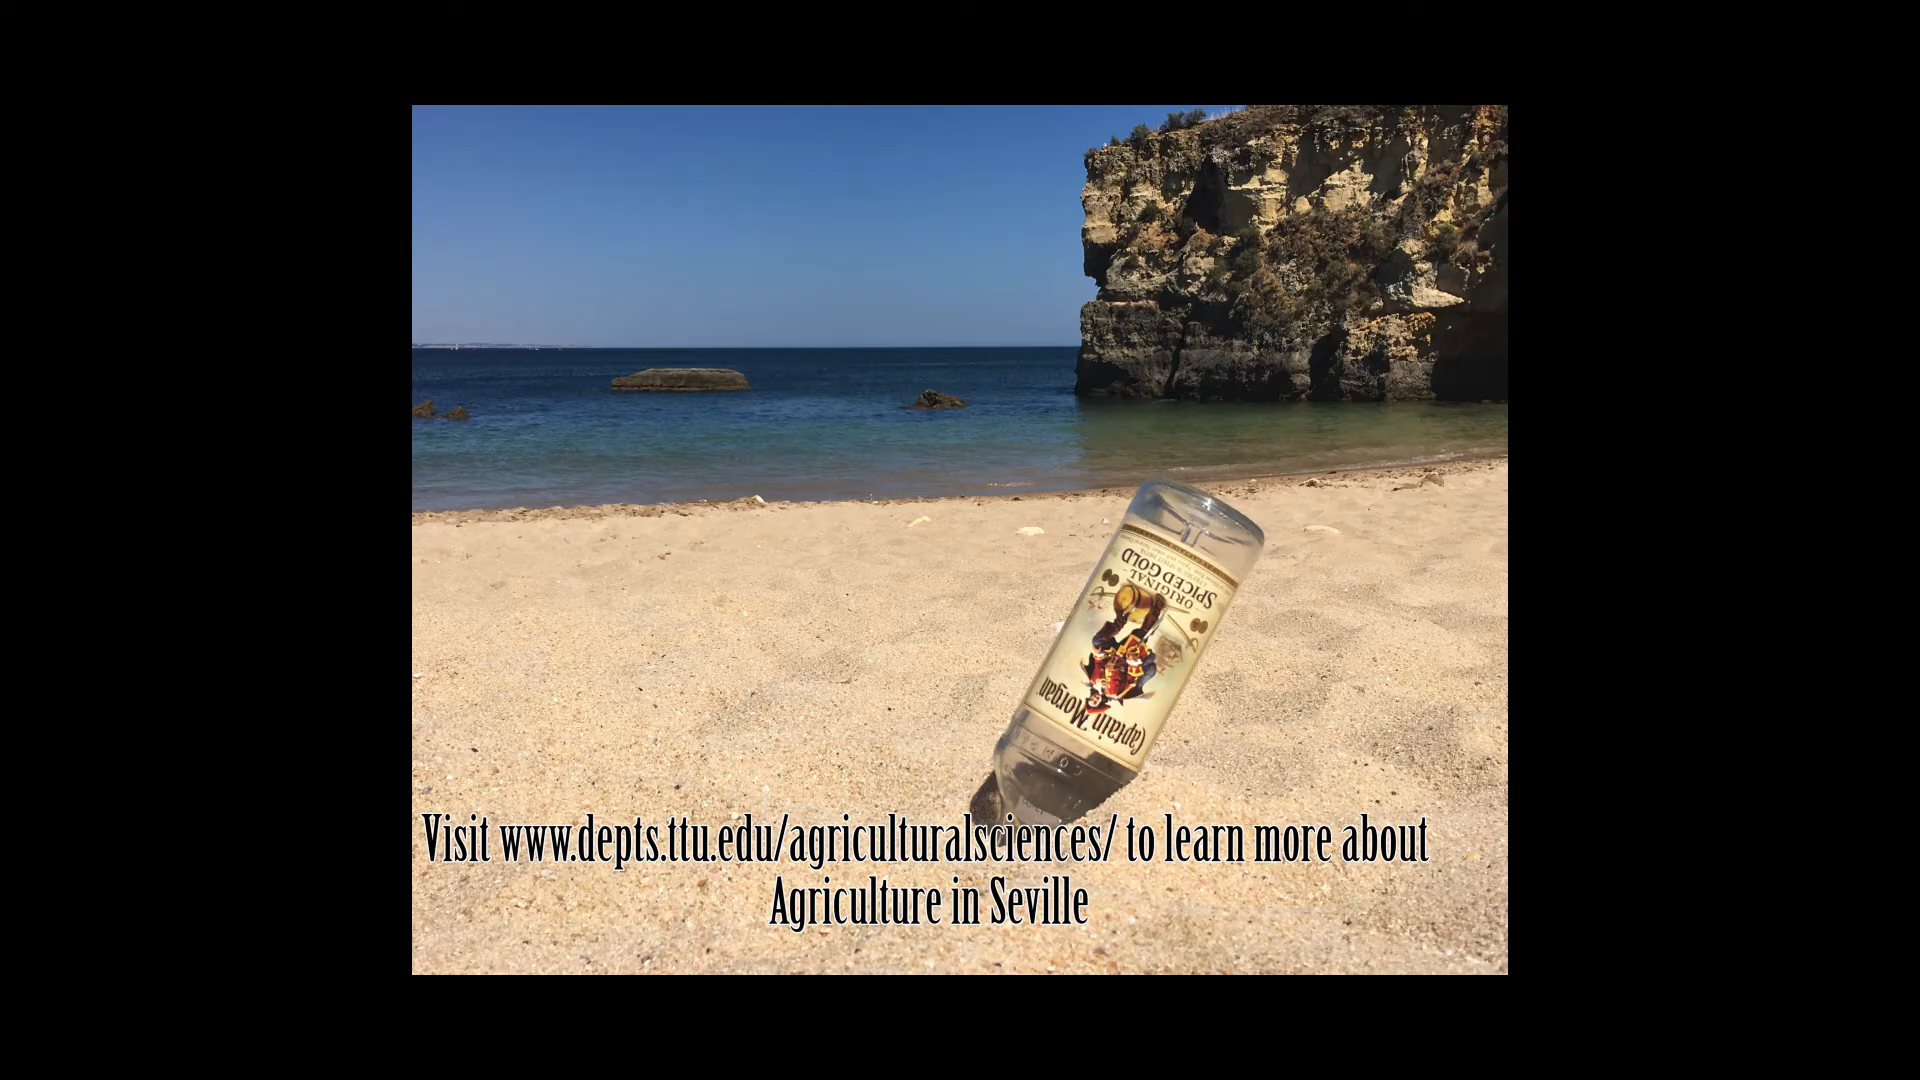 ORIGINAL
SPICED GOLD
Captain Morgan
Visit www.depts.ttu.edu/agriculturalsciences/ to learn more about
Agriculture in Seville